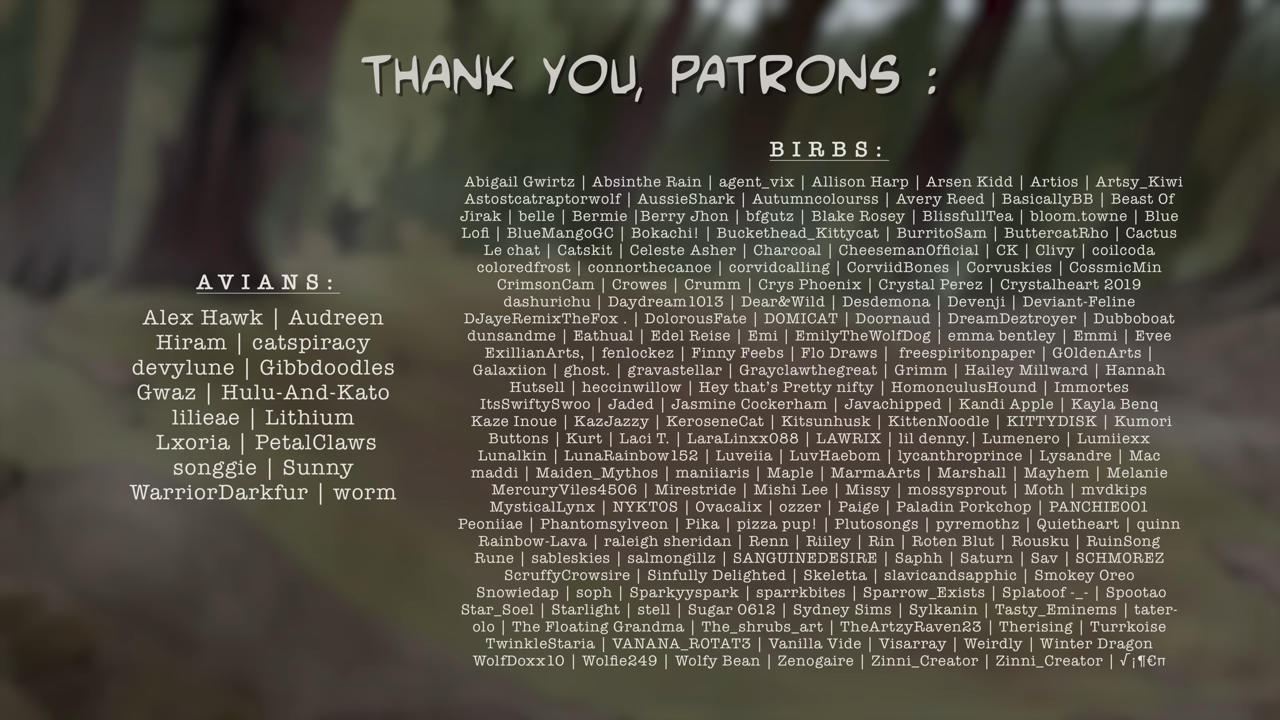 THANK YOU, PATRONS :
AVIANS:
Alex Hawk | Audreen
Hiram | catspiracy
devylune | Gibbdoodles
Gwaz | Hulu-And-Kato
lilieae | Lithium
Lxoria | PetalClaws
songgie | Sunny
WarriorDarkfur | worm
BIRBS:
Abigail Gwirtz | Absinthe Rain | agent_vix | Allison Harp | Arsen Kidd | Artios | Artsy_Kiwi
Astostcatraptorwolf | AussieShark | Autumncolourss | Avery Reed | BasicallyBB | Beast Of
Jirak | belle | Bermie |Berry Jhon | bfgutz | Blake Rosey | BlissfullTea | bloom.towne | Blue
Lofi | BlueMangoGC | Bokachi! | Buckethead_Kittycat | BurritoSam | ButtercatRho | Cactus
Le chat | Catskit | Celeste Asher | Charcoal | CheesemanOfficial | CK | Clivy | coilcoda
coloredfrost | connorthecanoe | corvidcalling | CorviidBones | Corvuskies | CossmicMin
CrimsonCam | Crowes | Crumm | Crys Phoenix | Crystal Perez | Crystalheart 2019
dashurichu | Daydream1013 | Dear&Wild | Desdemona | Devenji | Deviant-Feline
DJayeRemixTheFox . | DolorousFate | DOMICAT | Doornaud | DreamDeztroyer | Dubboboat
dunsandme | Eathual | Edel Reise | Emi | EmilyTheWolfDog | emma bentley | Emmi | Evee
ExillianArts, | fenlockez | Finny Feebs | Flo Draws | freespiritonpaper | GOldenArts |
Galaxiion | ghost. | gravastellar | Grayclawthegreat | Grimm | Hailey Millward | Hannah
Hutsell | heccinwillow | Hey that's Pretty nifty | HomonculusHound | Immortes
ItsSwiftySwoo | Jaded | Jasmine Cockerham | Javachipped | Kandi Apple | Kayla Benq
Kaze Inoue | KazJazzy | KeroseneCat | Kitsunhusk | KittenNoodle | KITTYDISK | Kumori
Buttons | Kurt | Laci T. | LaraLinxx088 | LAWRIX | lil denny.| Lumenero | Lumiiexx
Lunalkin | LunaRainbow152 | Luveiia | LuvHaebom | lycanthroprince | Lysandre | Mac
maddi | Maiden_Mythos | maniiaris | Maple | MarmaArts | Marshall | Mayhem | Melanie
MercuryViles4506 | Mirestride | Mishi Lee | Missy | mossysprout | Moth | mvdkips
MysticalLynx | NYKTOS | Ovacalix | ozzer | Paige | Paladin Porkchop | PANCHIE001
Peoniiae | Phantomsylveon | Pika | pizza pup! | Plutosongs | pyremothz | Quietheart | quinn
Rainbow-Lava | raleigh sheridan | Renn | Riiley | Rin | Roten Blut | Rousku | RuinSong
Rune | sableskies | salmongillz | SANGUINEDESIRE | Saphh | Saturn | Sav | SCHMOREZ
ScruffyCrowsire | Sinfully Delighted | Skeletta | slavicandsapphic | Smokey Oreo
Snowiedap | soph | Sparkyyspark | sparrkbites | Sparrow_Exists | Splatoof -_- | Spootao
Star_Soel | Starlight | stell | Sugar 0612 | Sydney Sims | Sylkanin | Tasty_Eminems | tater-
olo | The Floating Grandma | The_shrubs_art | TheArtzyRaven23 | Therising | Turrkoise
TwinkleStaria | VANANA_ROTAT3 | Vanilla Vide | Visarray | Weirdly | Winter Dragon
WolfDoxx10 | Wolfie249 | Wolfy Bean | Zenogaire | Zinni_Creator | Zinni_Creator | √¡¶€π